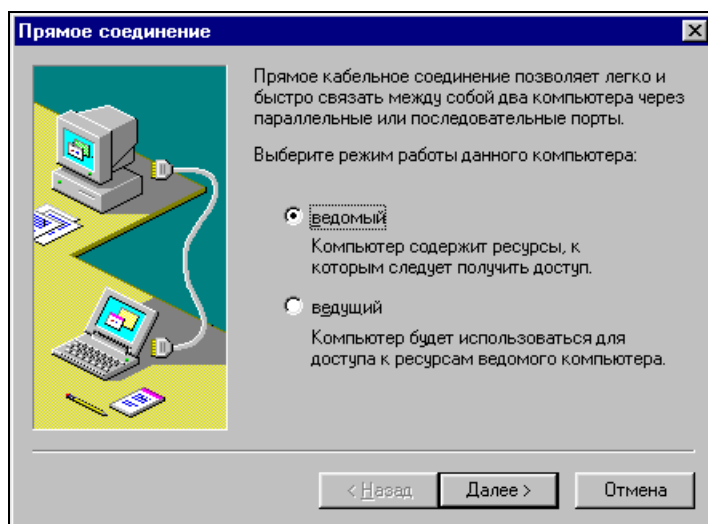 Прямое соединение
Прямое кабельное соединение позволяет легко и
быстро связать между собой два компьютера через
параллельные или последовательные порты.
Выберите режим работы данного компьютера:
ведомый
Компьютер содержит ресурсы, к
которым следует получить доступ.
ведущий
Компьютер будет использоваться для
доступа к ресурсам ведомого компьютера.
< Назад Далее > Отмена